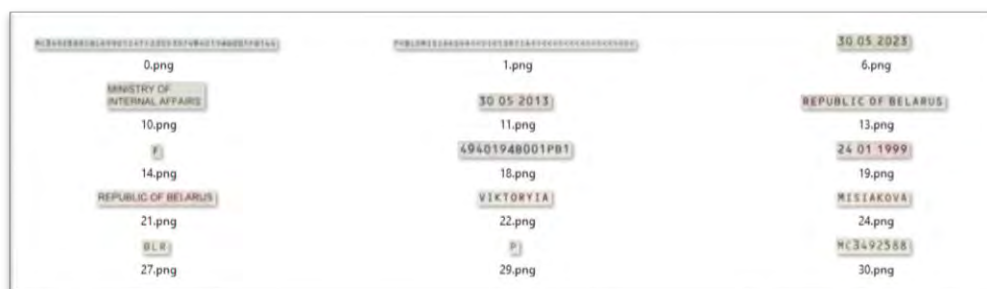 30 05 2023
0.png
1.png
6.png
MINISTRY OF
INTERNAL AFFAIRS
30 05 2013
REPUBLIC OF BELARUS
10.png
11.png
13.png
F
49401948001PB1
24 01 1999
14.png
18.png
19.png
REPUBLIC OF BELARUS
VIKTORYIA
MISIAKOVA
21.png
22.png
24.png
BLR
P
MC3492588
27.png
29.png
30.png